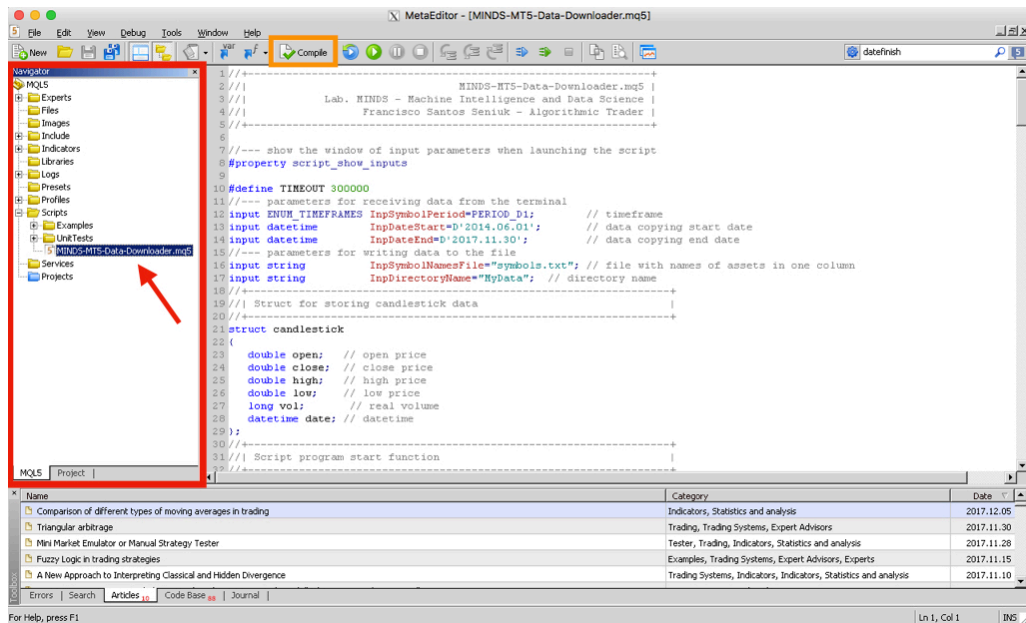 MetaEditor - [MINDS-MT5-Data-Downloader.mq5]
File Edit View Debug Tools Window Help
New var f Compile datefinish 5
Navigator
MQL5
Experts
Files
Images
Include
Indicators
Libraries
Logs
Presets
Profiles
Scripts
Examples
UnitTests
MINDS-MT5-Data-Downloader.mq5
Services
Projects
MQL5 Project
1 //+------------------------------------------------------------------+
2 //| MINDS-MT5-Data-Downloader.mq5 |
3 //| Lab. MINDS - Machine Intelligence and Data Science |
4 //| Francisco Santos Seniuk - Algorithmic Trader |
5 //+------------------------------------------------------------------+
6
7 //--- show the window of input parameters when launching the script
8 #property script_show_inputs
9
10 #define TIMEOUT 300000
11 //--- parameters for receiving data from the terminal
12 input ENUM_TIMEFRAMES InpSymbolPeriod=PERIOD_D1; // timeframe
13 input datetime InpDateStart=D'2014.06.01'; // data copying start date
14 input datetime InpDateEnd=D'2017.11.30'; // data copying end date
15 //--- parameters for writing data to the file
16 input string InpSymbolNamesFile="symbols.txt"; // file with names of assets in one column
17 input string InpDirectoryName="MyData"; // directory name
18 //+------------------------------------------------------------------+
19 //| Struct for storing candlestick data |
20 //+------------------------------------------------------------------+
21 struct candlestick
22 {
23 double open; // open price
24 double close; // close price
25 double high; // high price
26 double low; // low price
27 long vol; // real volume
28 datetime date; // datetime
29 };
30 //+------------------------------------------------------------------+
31 //| Script program start function |
32 //+------------------------------------------------------------------+
Name Category Date
Comparison of different types of moving averages in trading Indicators, Statistics and analysis 2017.12.05
Triangular arbitrage Trading, Trading Systems, Expert Advisors 2017.11.30
Mini Market Emulator or Manual Strategy Tester Tester, Trading, Indicators, Statistics and analysis 2017.11.28
Fuzzy Logic in trading strategies Examples, Trading Systems, Expert Advisors, Experts 2017.11.15
A New Approach to Interpreting Classical and Hidden Divergence Trading Systems, Indicators, Indicators, Statistics and analysis 2017.11.10
Toolbox
Errors | Search Articles 10 Code Base 88 | Journal |
For Help, press F1 Ln 1, Col 1 INS